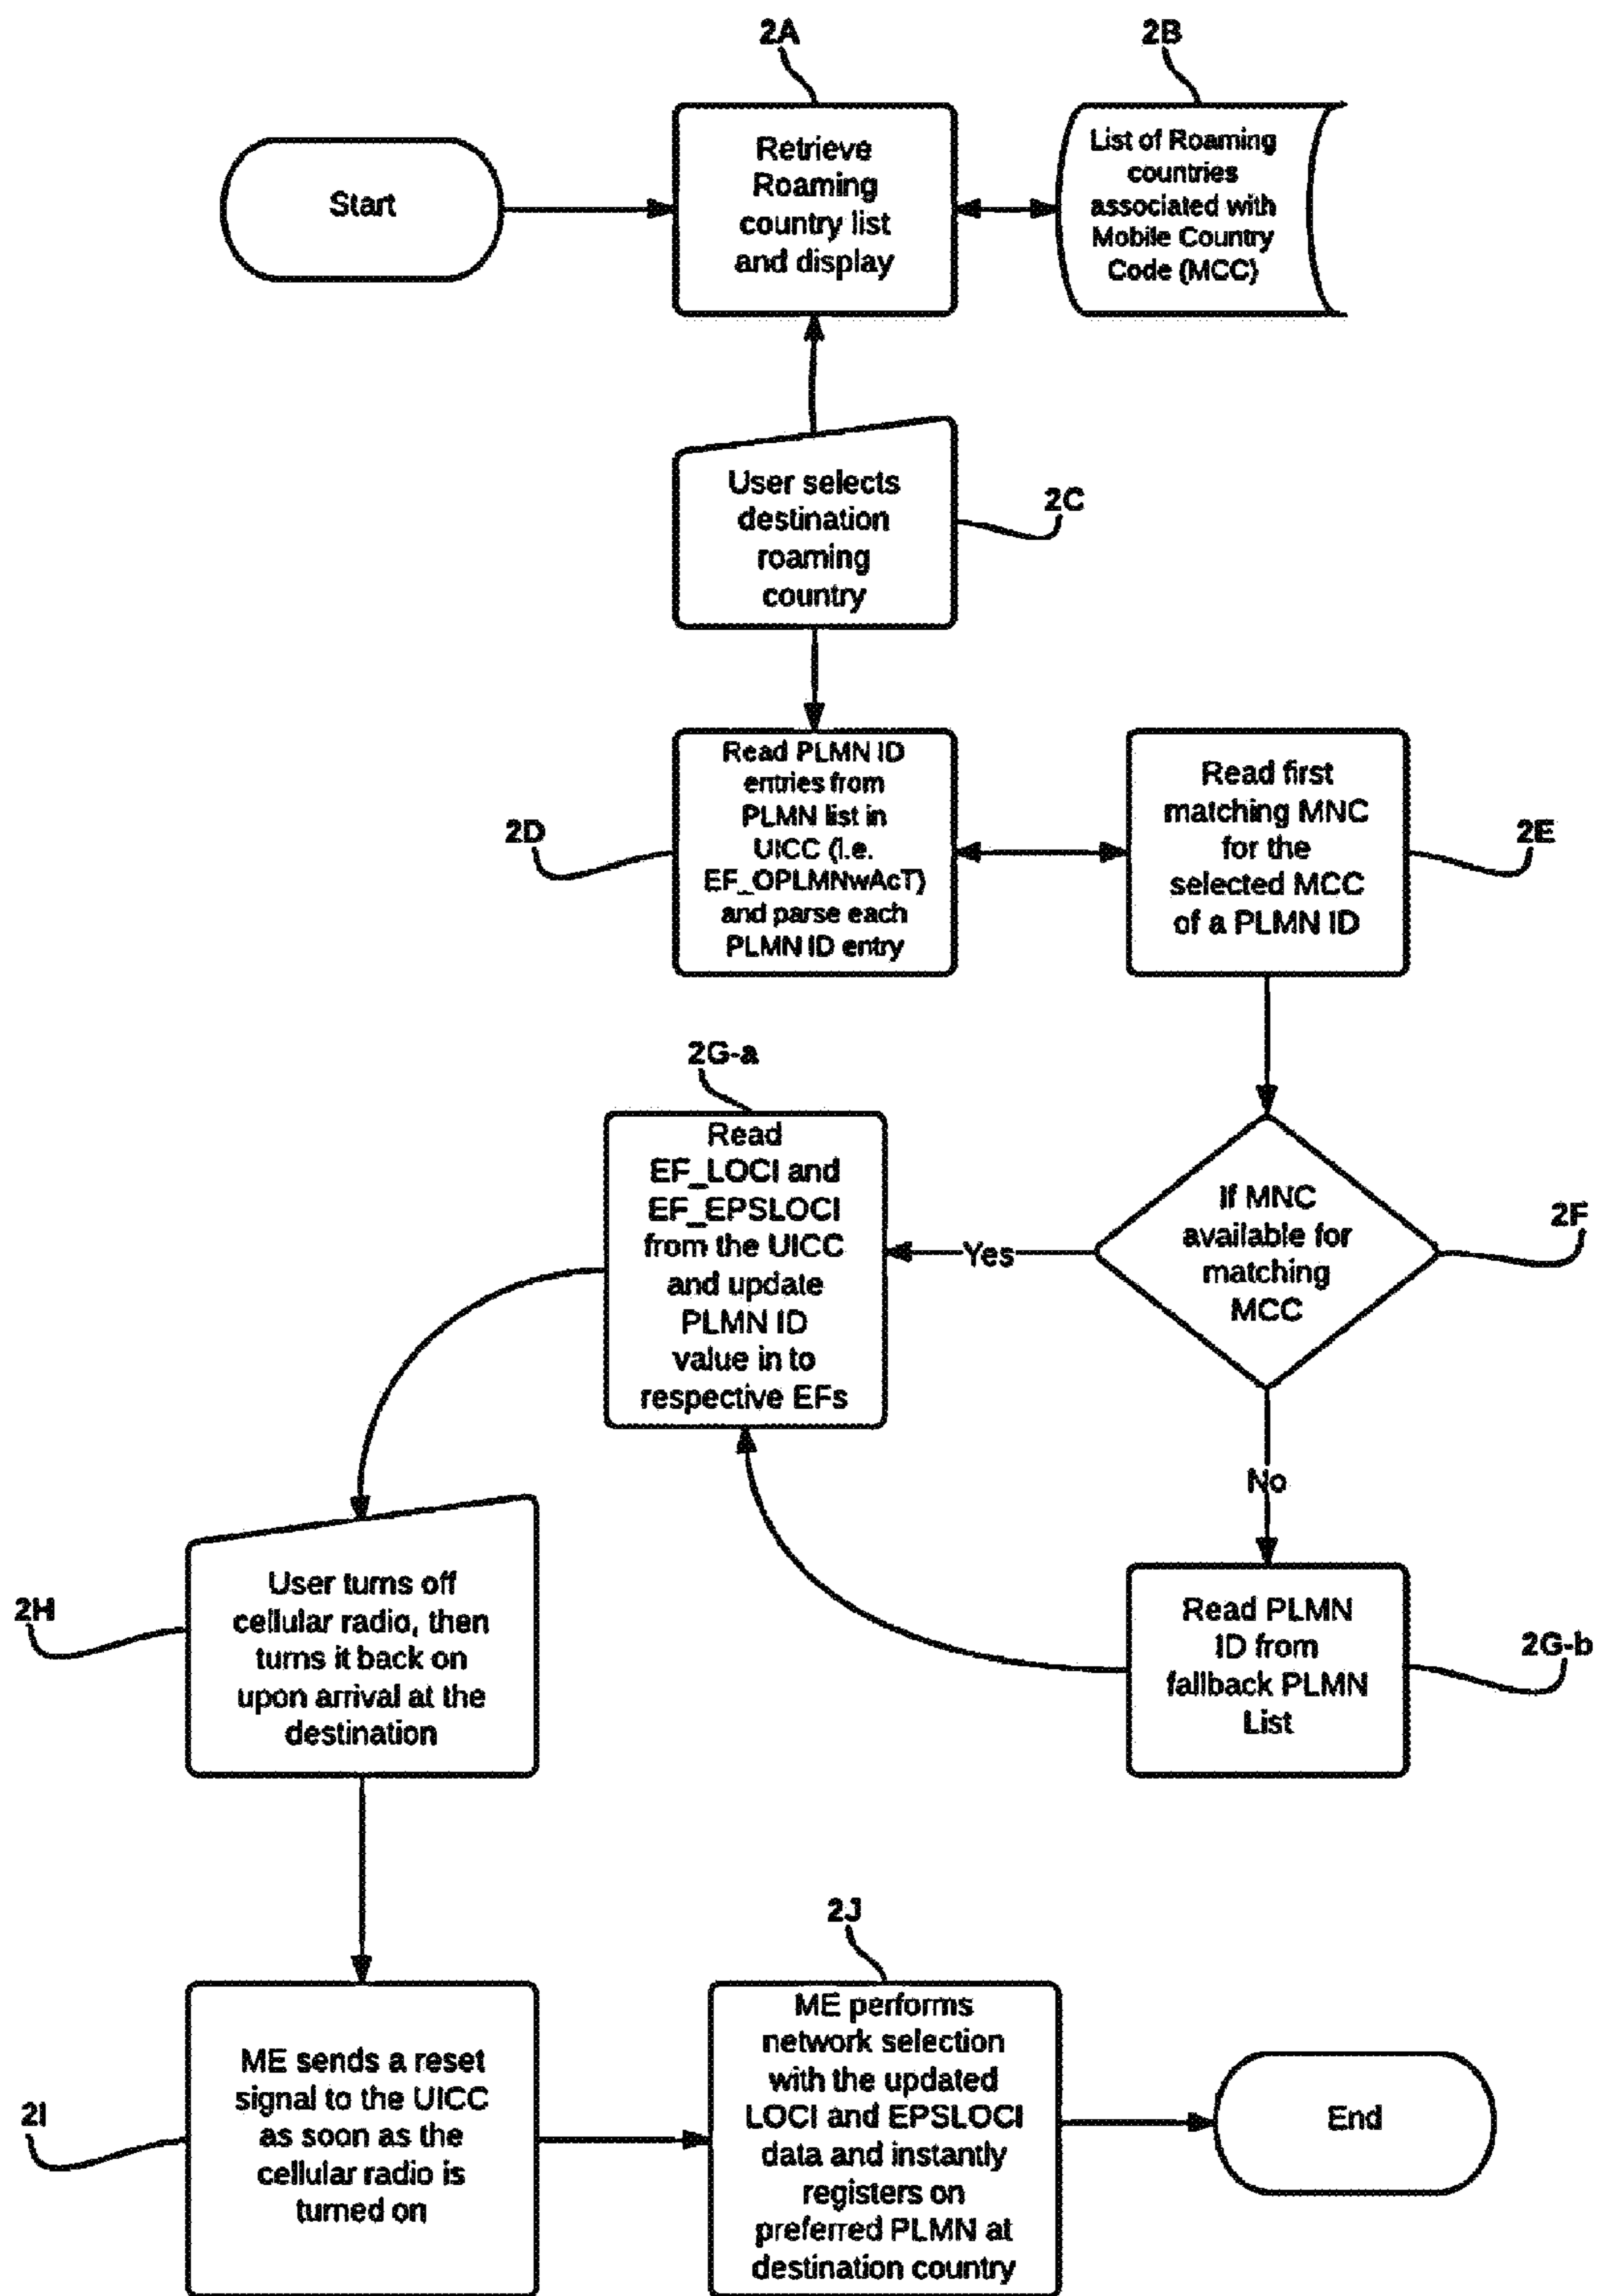 2A
2B
Start
Retrieve
Roaming
country list
and display
List of Roaming
countries
associated with
Mobile Country
Code (MCC)
User selects
destination
roaming
country
2C
Read PLMN ID
entries from
PLMN list in
UICC (i.e.
EF_OPLMNwAcT)
and parse each
PLMN ID entry
2D
Read first
matching MNC
for the
selected MCC
of a PLMN ID
2E
2G-a
Read
EF_LOCI and
EF_EPSLOCI
from the UICC
and update
PLMN ID
value in to
respective EFs
Yes
If MNC
available for
matching
MCC
2F
No
2H
User turns off
cellular radio, then
turns it back on
upon arrival at the
destination
Read PLMN
ID from
fallback PLMN
List
2G-b
2I
ME sends a reset
signal to the UICC
as soon as the
cellular radio is
turned on
2J
ME performs
network selection
with the updated
LOCI and EPSLOCI
data and instantly
registers on
preferred PLMN at
destination country
End